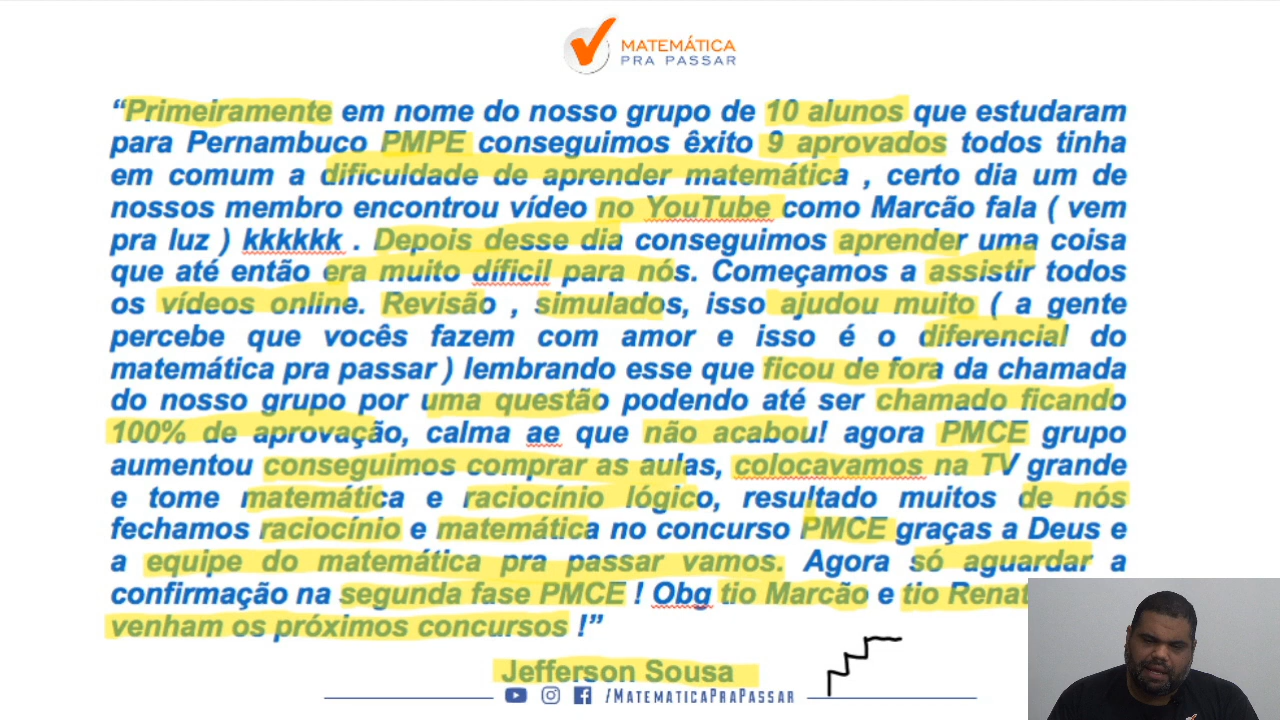 MATEMÁTICA
PRA PASSAR
“Primeiramente em nome do nosso grupo de 10 alunos que estudaram
para Pernambuco PMPE conseguimos êxito 9 aprovados todos tinha
em comum a dificuldade de aprender matemática , certo dia um de
nossos membro encontrou vídeo no YouTube como Marcão fala ( vem
pra luz ) kkkkkk . Depois desse dia conseguimos aprender uma coisa
que até então era muito díficil para nós. Começamos a assistir todos
os vídeos online. Revisão , simulados, isso ajudou muito ( a gente
percebe que vocês fazem com amor e isso é o diferencial do
matemática pra passar ) lembrando esse que ficou de fora da chamada
do nosso grupo por uma questão podendo até ser chamado ficando
100% de aprovação, calma ae que não acabou! agora PMCE grupo
aumentou conseguimos comprar as aulas, colocavamos na TV grande
e tome matemática e raciocínio lógico, resultado muitos de nós
fechamos raciocínio e matemática no concurso PMCE graças a Deus e
a equipe do matemática pra passar vamos. Agora só aguardar a
confirmação na segunda fase PMCE ! Obg tio Marcão e tio Renat
venham os próximos concursos !”
Jefferson Sousa
/MATEMATICAPRAPASSAR